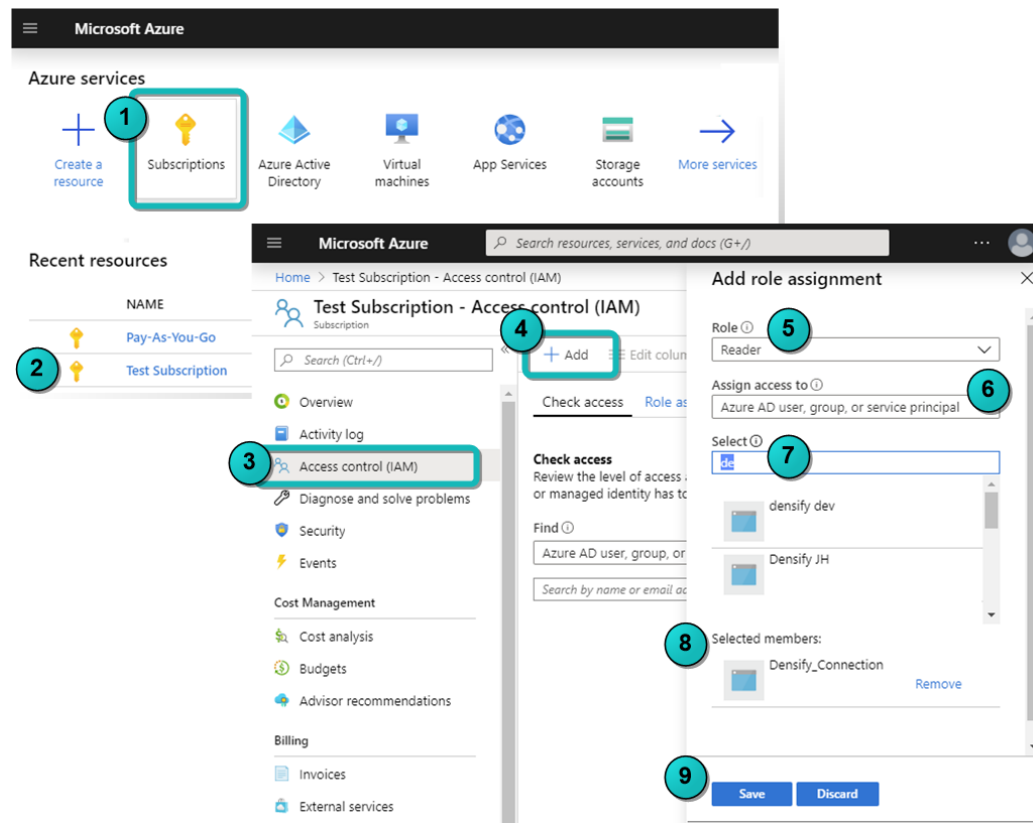 Microsoft Azure
Azure services
1
Create a
resource
Subscriptions
Azure Active
Directory
Virtual
machines
App Services
Storage
accounts
More services
Recent resources
NAME
Pay-As-You-Go
2
Test Subscription
Microsoft Azure
Search resources, services, and docs (G+/)
Home > Test Subscription - Access control (IAM)
Test Subscription - Access control (IAM)
Subscription
Search (Ctrl+/)
«
Overview
Activity log
3
Access control (IAM)
Diagnose and solve problems
Security
Events
Cost Management
Cost analysis
Budgets
Advisor recommendations
Billing
Invoices
External services
4
+ Add
Edit colum
Check access
Role as
Check access
Review the level of access
or managed identity has to
Find
Azure AD user, group, or
Search by name or email ad
Add role assignment
Role
5
Reader
Assign access to
6
Azure AD user, group, or service principal
Select
7
de
densify dev
Densify JH
8
Selected members:
Densify_Connection
Remove
9
Save
Discard